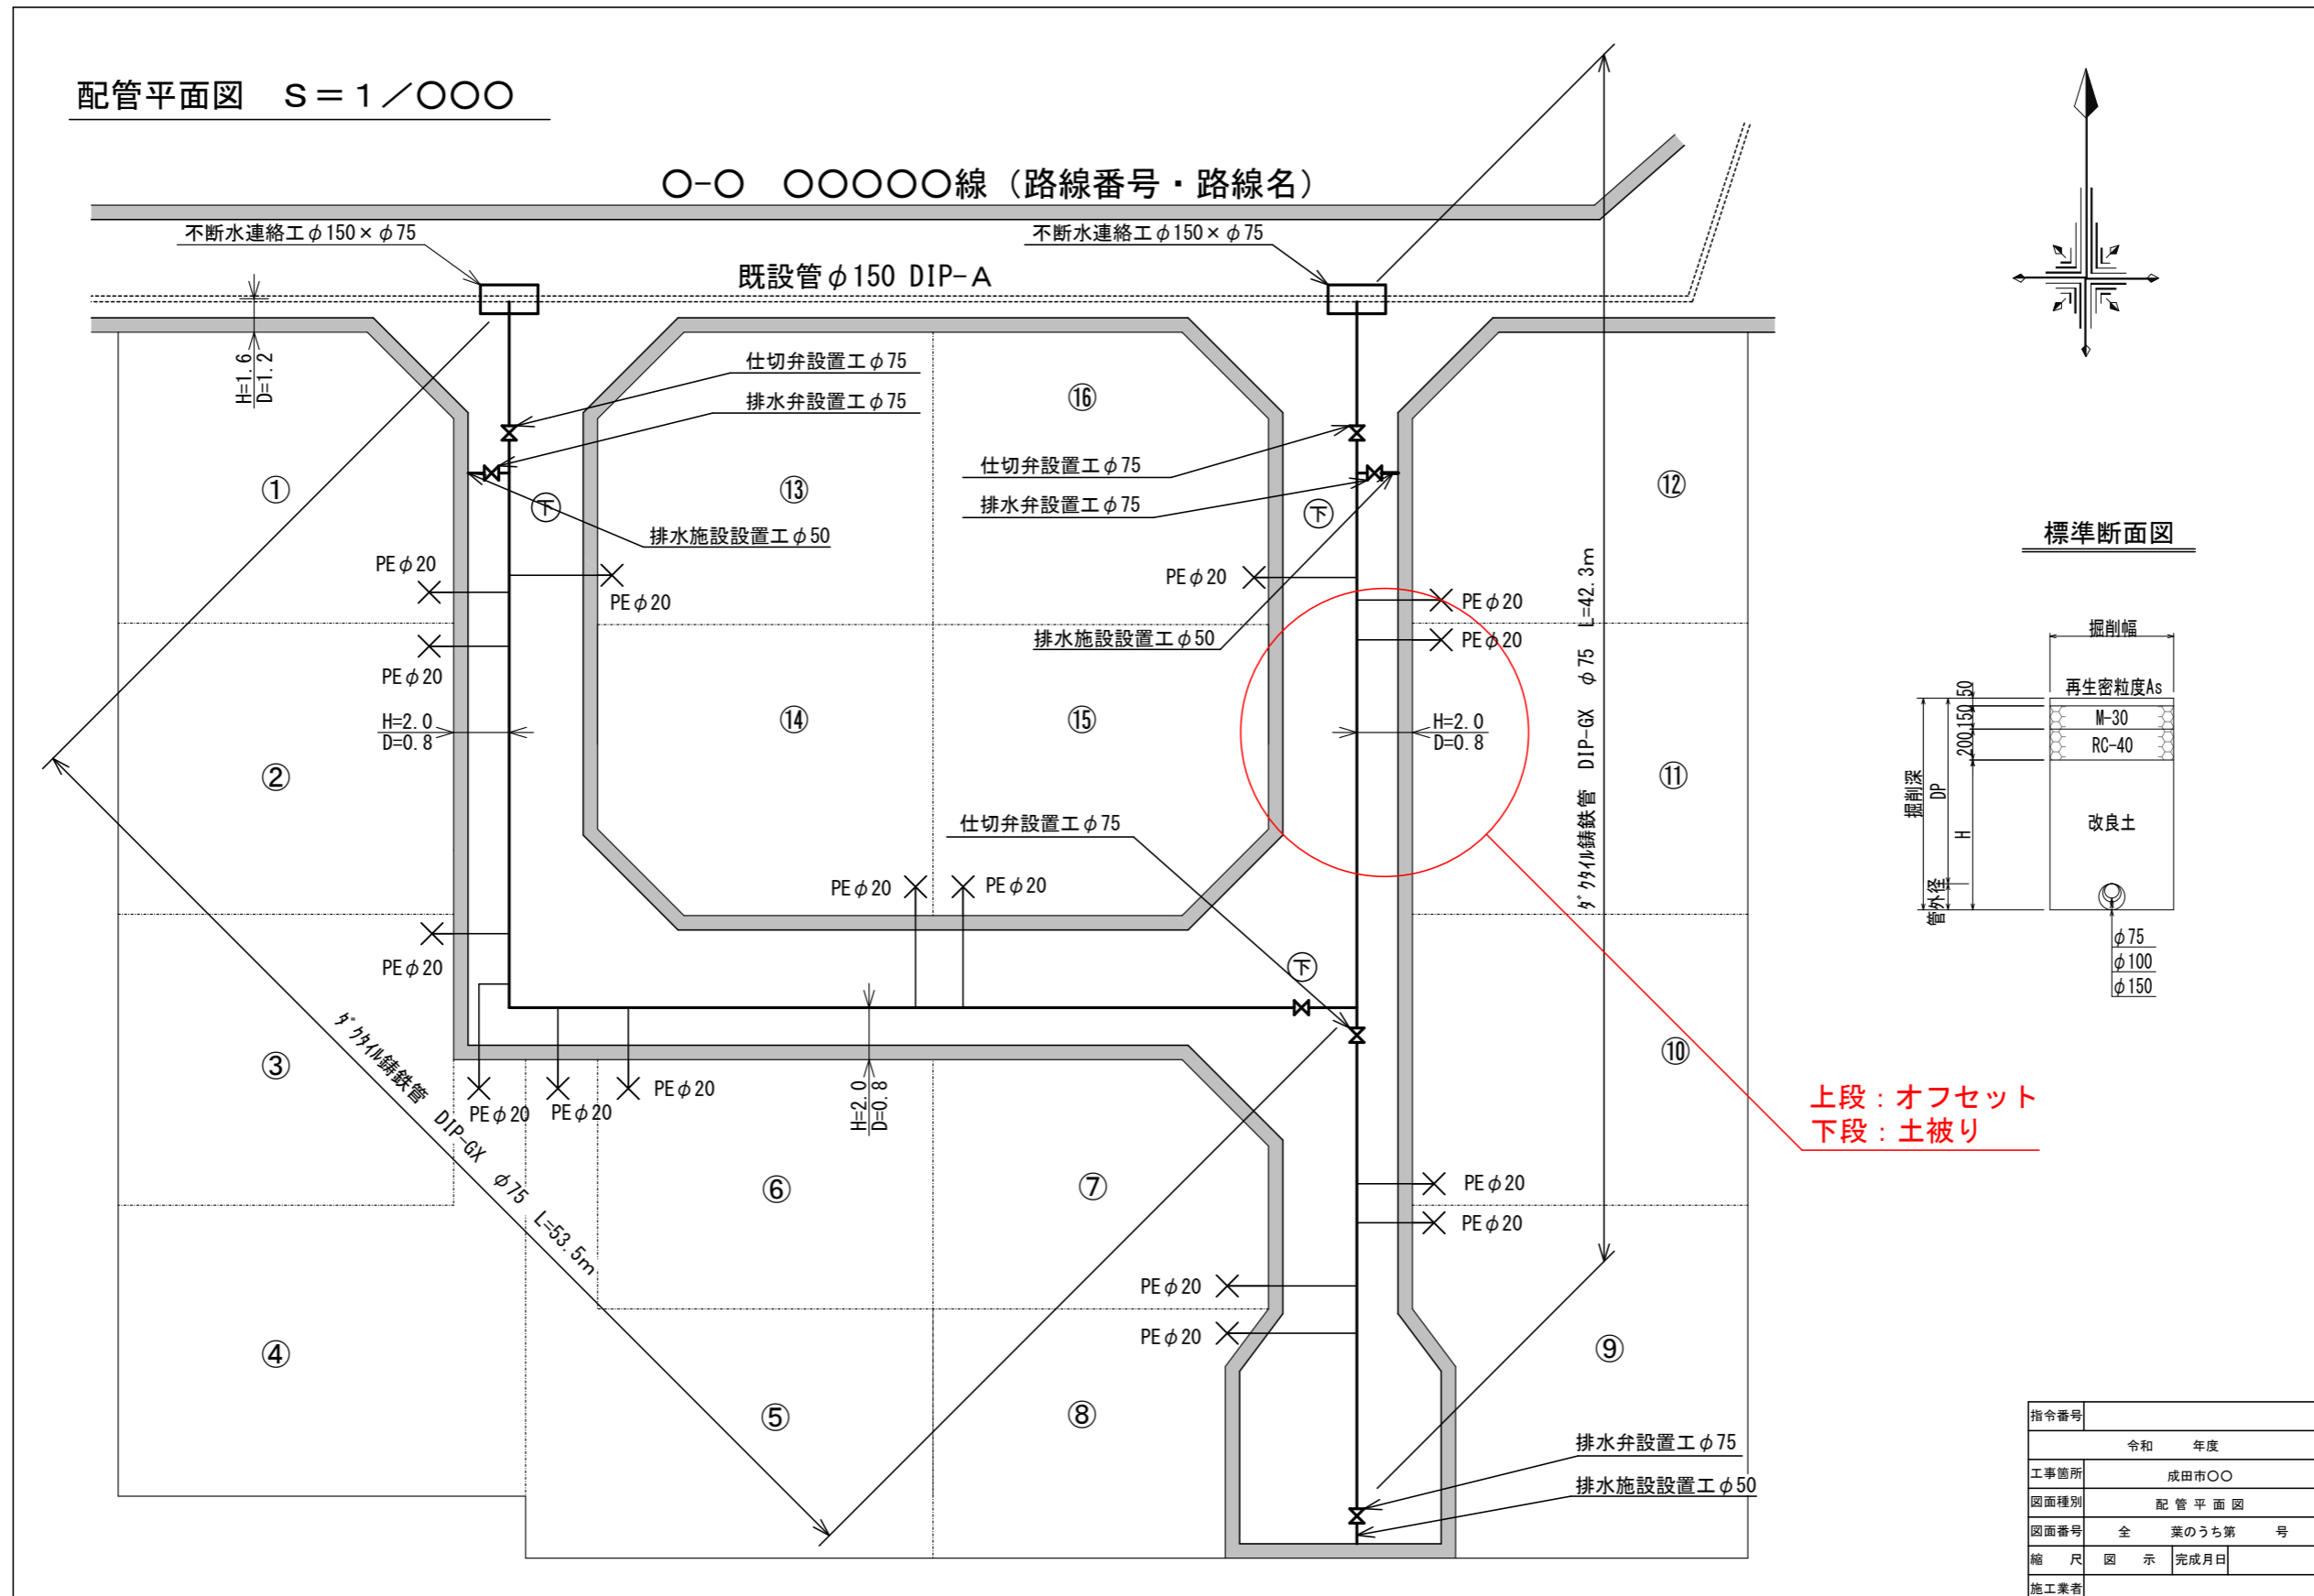 配管平面図 S＝１／○○○
○-○ ○○○○○線（路線番号・路線名）
不断水連絡工φ150×φ75
不断水連絡工φ150×φ75
既設管φ150 DIP-A
H=1.6
D=1.2
仕切弁設置工φ75
排水弁設置工φ75
⑯
仕切弁設置工φ75
排水弁設置工φ75
①
⑬
⑫
下
下
排水施設設置工φ50
標準断面図
PEφ20
PEφ20
PEφ20
PEφ20
排水施設設置工φ50
PEφ20
PEφ20
掘削幅
再生密粒度As
50
150
200
M-30
RC-40
掘削深
DP
H
改良土
管外径
φ75
φ100
φ150
H=2.0
D=0.8
⑭
⑮
H=2.0
D=0.8
②
⑪
ﾀﾞｸﾀｲﾙ鋳鉄管 DIP-GX φ75 L=42.3m
仕切弁設置工φ75
PEφ20
PEφ20
PEφ20
下
③
⑩
ﾀﾞｸﾀｲﾙ鋳鉄管 DIP-GX φ75 L=53.5m
PEφ20
PEφ20
PEφ20
H=2.0
D=0.8
上段：オフセット
下段：土被り
⑥
⑦
PEφ20
PEφ20
PEφ20
PEφ20
④
⑤
⑧
⑨
排水弁設置工φ75
排水施設設置工φ50
指令番号
令和 年度
工事箇所 成田市○○
図面種別 配管平面図
図面番号 全 葉のうち第 号
縮尺 図示 完成月日
施工業者